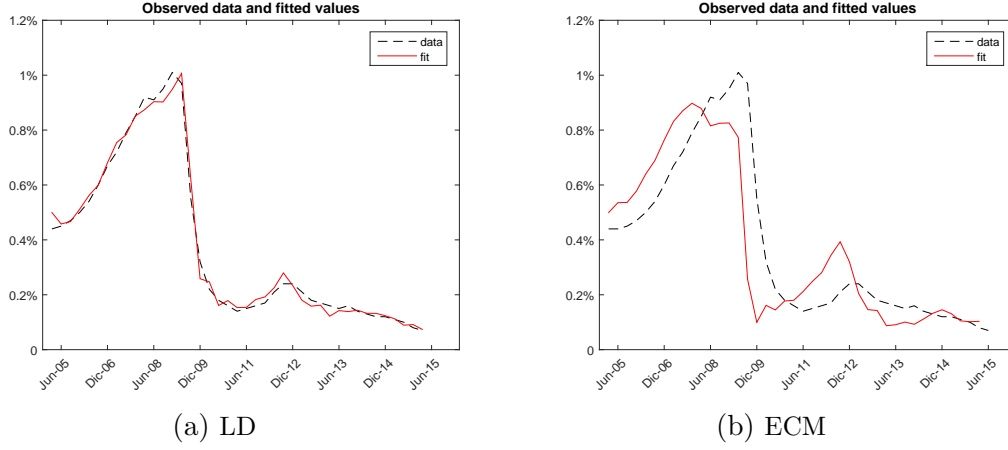 Observed data and fitted values
1.2%
1%
0.8%
0.6%
0.4%
0.2%
0
data
fit
Jun-05
Dic-06
Jun-08
Dic-09
Jun-11
Dic-12
Jun-13
Dic-14
Jun-15
(a) LD
Observed data and fitted values
1.2%
1%
0.8%
0.6%
0.4%
0.2%
0
data
fit
Jun-05
Dic-06
Jun-08
Dic-09
Jun-11
Dic-12
Jun-13
Dic-14
Jun-15
(b) ECM